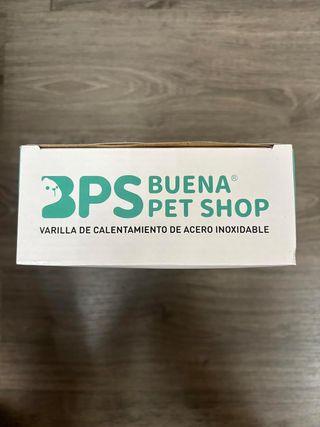 BPS BUENA®
PET SHOP
VARILLA DE CALENTAMIENTO DE ACERO INOXIDABLE